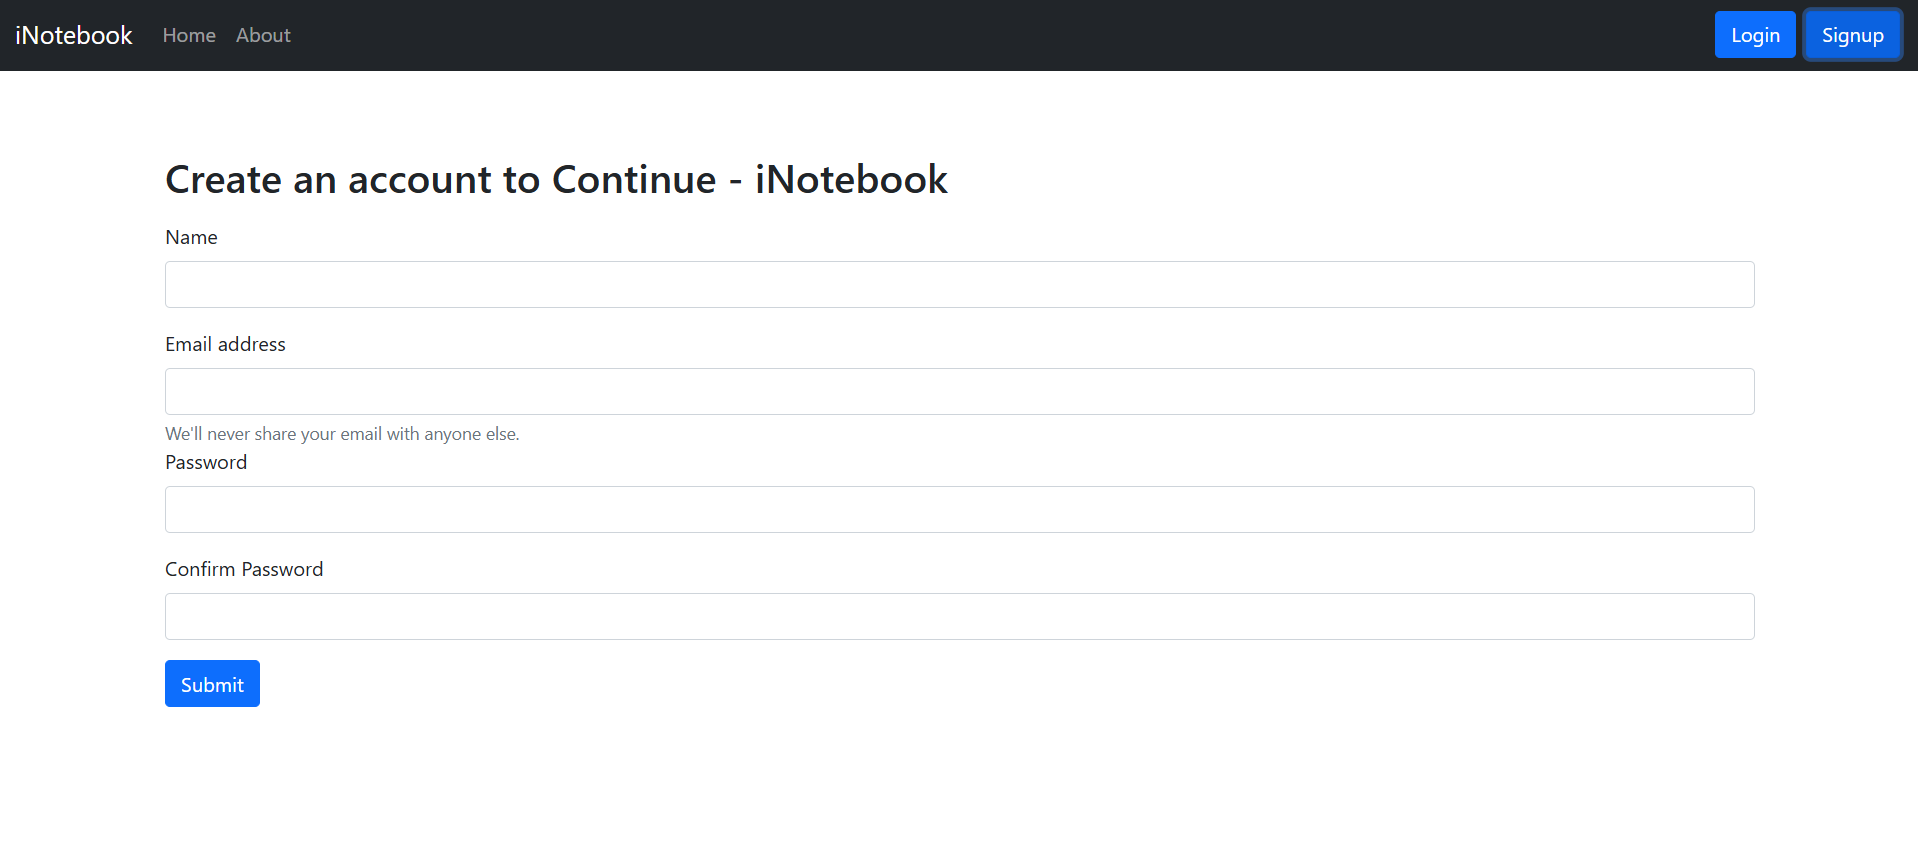 iNotebook Home About Login Signup
Create an account to Continue - iNotebook
Name
Email address
We'll never share your email with anyone else.
Password
Confirm Password
Submit